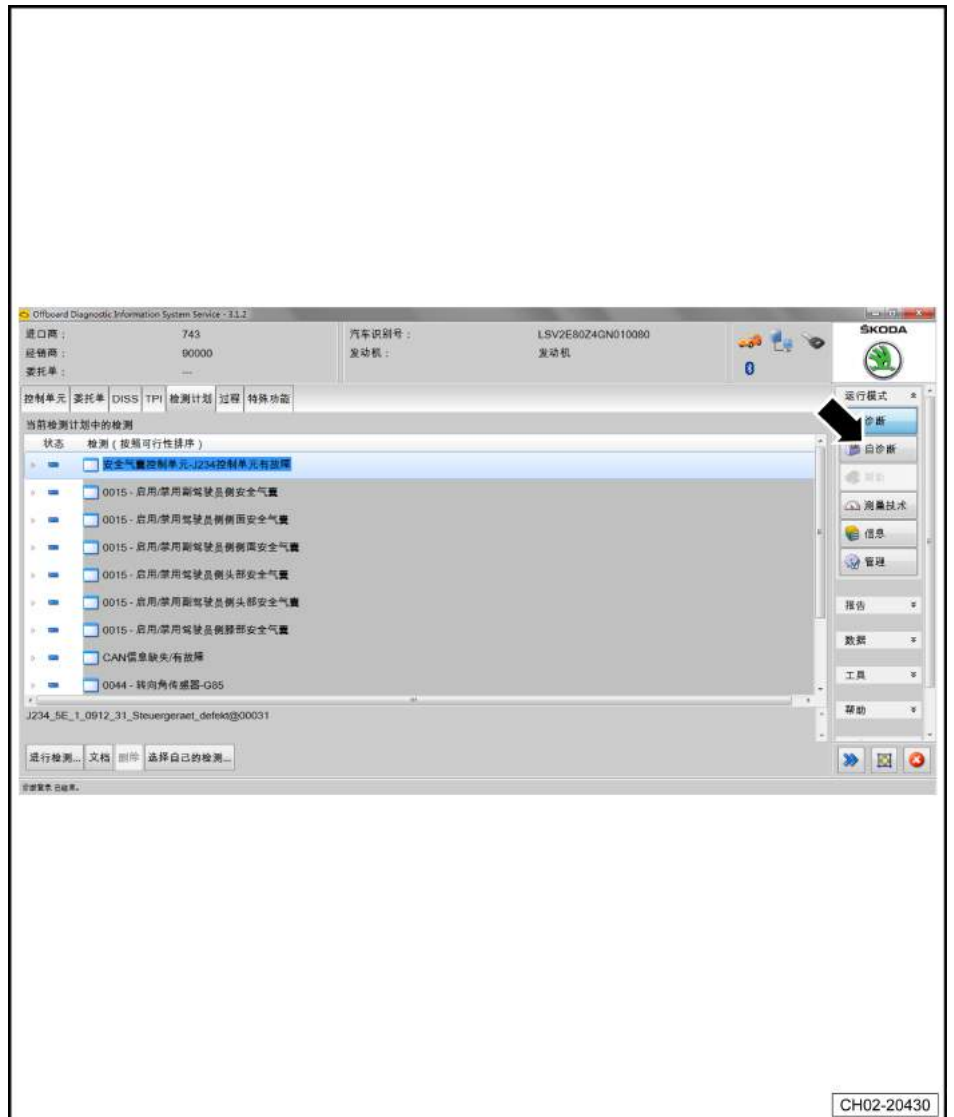 Offboard Diagnostic Information System Service - 3.1.2
进口商： 743 汽车识别号： LSV2E80Z4GN010080
经销商： 90000 发动机： 发动机
委托单： ---
ŠKODA
控制单元 委托单 DISS TPI 检测计划 过程 特殊功能
当前检测计划中的检测
状态 检测（按照可行性排序）
安全气囊控制单元-J234控制单元有故障
0015 - 启用/禁用副驾驶员侧安全气囊
0015 - 启用/禁用驾驶员侧侧面安全气囊
0015 - 启用/禁用副驾驶员侧侧面安全气囊
0015 - 启用/禁用驾驶员侧头部安全气囊
0015 - 启用/禁用副驾驶员侧头部安全气囊
0015 - 启用/禁用驾驶员侧膝部安全气囊
CAN信息缺失/有故障
0044 - 转向角传感器-G85
J234_5E_1_0912_31_Steuergeraet_defekt@00031
进行检测... 文档 删除 选择自己的检测...
运行模式
诊断
自诊断
测量技术
信息
管理
报告
数据
工具
帮助
CH02-20430